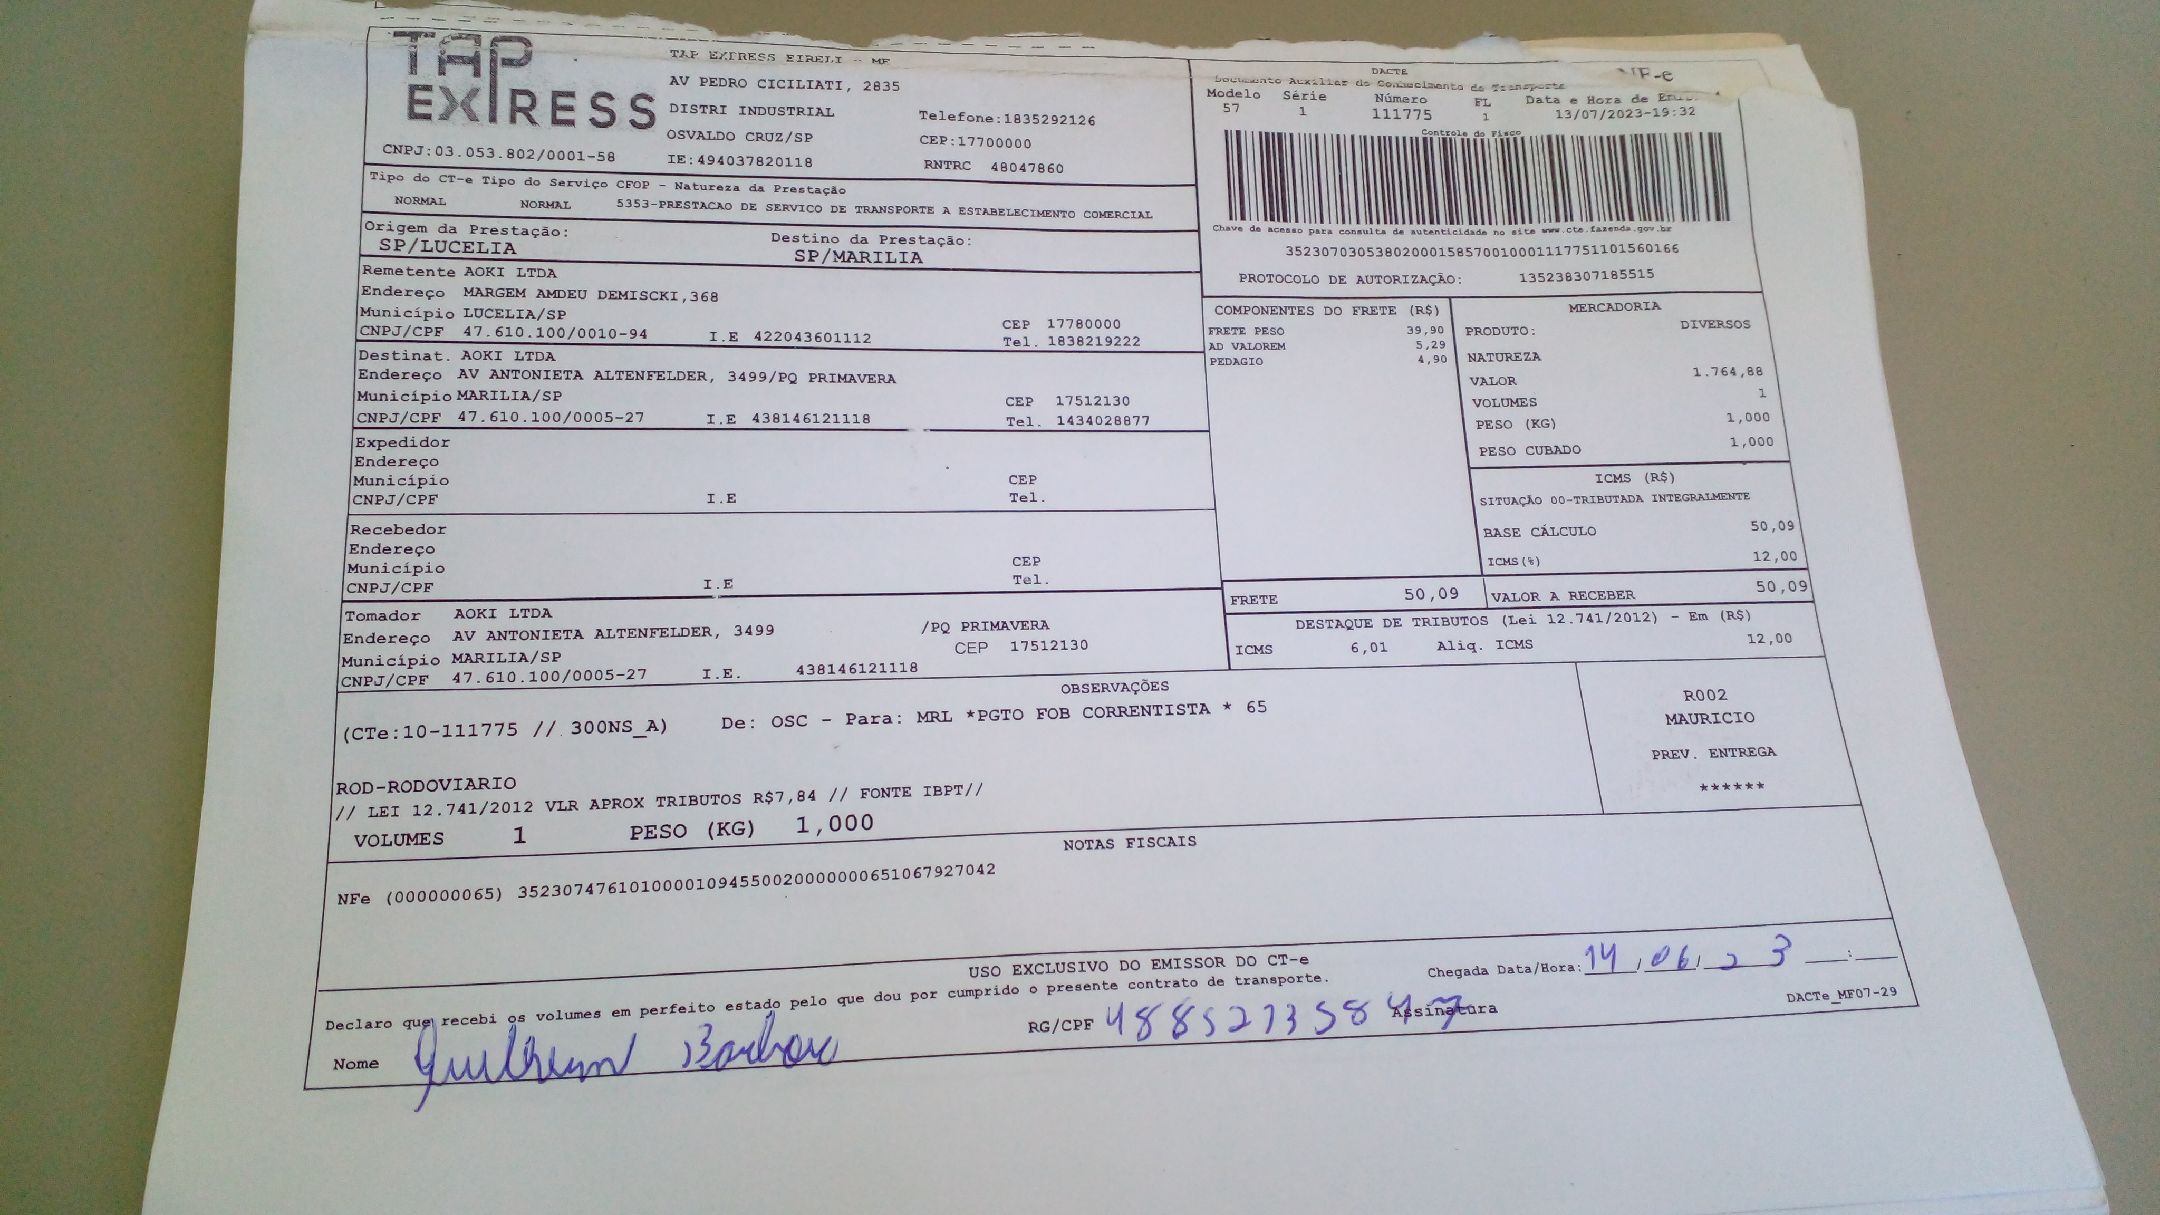 TAP EXPRESS
TAP EXPRESS EIRELI - ME
AV PEDRO CICILIATI, 2835
DISTRI INDUSTRIAL
Telefone:1835292126
OSVALDO CRUZ/SP
CEP:17700000
CNPJ:03.053.802/0001-58
IE:494037820118
RNTRC 48047860
DACTE
Documento Auxiliar do Conhecimento de Transporte
Modelo Série Número FL Data e Hora de
57 1 111775 1 13/07/2023-19:32
Controle do Fisco
Chave de acesso para consulta de autenticidade no site www.cte.fazenda.gov.br
35230703053802000158570010001117751101560166
PROTOCOLO DE AUTORIZAÇÃO: 135238307185515
Tipo do CT-e Tipo do Serviço CFOP - Natureza da Prestação
NORMAL NORMAL 5353-PRESTACAO DE SERVICO DE TRANSPORTE A ESTABELECIMENTO COMERCIAL
Origem da Prestação: Destino da Prestação:
SP/LUCELIA SP/MARILIA
Remetente AOKI LTDA
Endereço MARGEM AMDEU DEMISCKI,368
Município LUCELIA/SP CEP 17780000
CNPJ/CPF 47.610.100/0010-94 I.E 422043601112 Tel. 1838219222
Destinat. AOKI LTDA
Endereço AV ANTONIETA ALTENFELDER, 3499/PQ PRIMAVERA
Município MARILIA/SP CEP 17512130
CNPJ/CPF 47.610.100/0005-27 I.E 438146121118 Tel. 1434028877
Expedidor
Endereço
Município CEP
CNPJ/CPF I.E Tel.
Recebedor
Endereço
Município CEP
CNPJ/CPF I.E Tel.
Tomador AOKI LTDA
Endereço AV ANTONIETA ALTENFELDER, 3499 /PQ PRIMAVERA
Município MARILIA/SP CEP 17512130
CNPJ/CPF 47.610.100/0005-27 I.E. 438146121118
COMPONENTES DO FRETE (R$)
FRETE PESO 39,90
AD VALOREM 5,29
PEDAGIO 4,90
MERCADORIA
PRODUTO: DIVERSOS
NATUREZA
VALOR 1.764,88
VOLUMES 1
PESO (KG) 1,000
PESO CUBADO 1,000
ICMS (R$)
SITUAÇÃO 00-TRIBUTADA INTEGRALMENTE
BASE CÁLCULO 50,09
ICMS(%) 12,00
FRETE 50,09 VALOR A RECEBER 50,09
DESTAQUE DE TRIBUTOS (Lei 12.741/2012) - Em (R$)
ICMS 6,01 Aliq. ICMS 12,00
OBSERVAÇÕES
(CTe:10-111775 // 300NS_A) De: OSC - Para: MRL *PGTO FOB CORRENTISTA * 65
R002
MAURICIO
PREV. ENTREGA
******
ROD-RODOVIARIO
// LEI 12.741/2012 VLR APROX TRIBUTOS R$7,84 // FONTE IBPT//
VOLUMES 1 PESO (KG) 1,000
NOTAS FISCAIS
NFe (000000065) 35230747610100001094550020000000651067927042
USO EXCLUSIVO DO EMISSOR DO CT-e
Declaro que recebi os volumes em perfeito estado pelo que dou por cumprido o presente contrato de transporte.
Chegada Data/Hora: 14/06/23 __:__
Nome Guilherm Barbosa RG/CPF 48852735847 Assinatura
DACTe_MF07-29